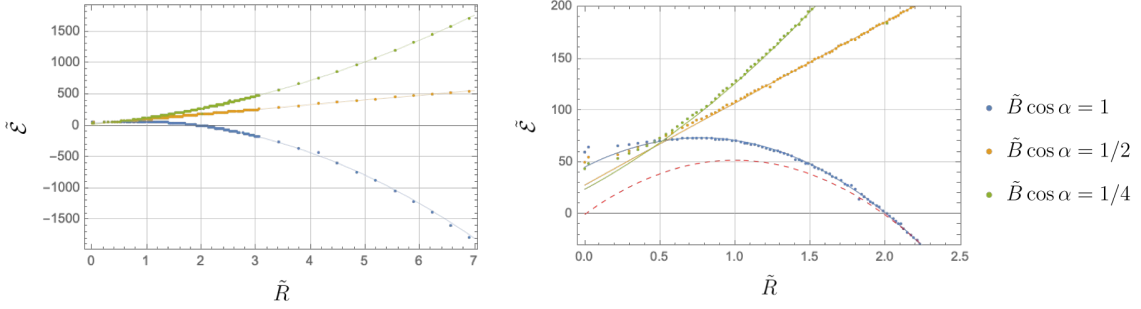 1500
1000
500
0
−500
−1000
−1500
0 1 2 3 4 5 6 7
Ẽ
R̃
200
150
100
50
0
0.0 0.5 1.0 1.5 2.0 2.5
Ẽ
R̃
B̃ cos α = 1
B̃ cos α = 1/2
B̃ cos α = 1/4